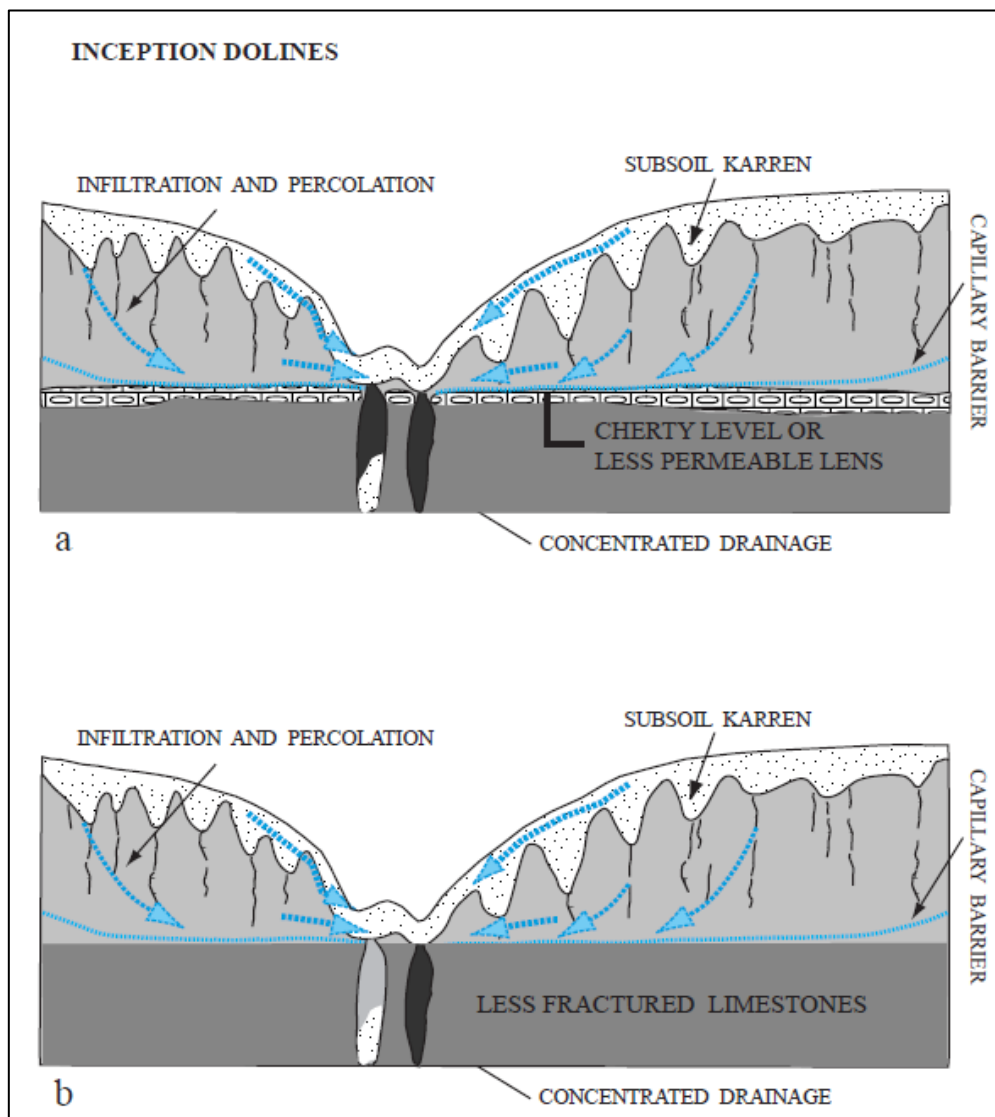 INCEPTION DOLINES
SUBSOIL KARREN
INFILTRATION AND PERCOLATION
CAPILLARY BARRIER
CHERTY LEVEL OR
LESS PERMEABLE LENS
a
CONCENTRATED DRAINAGE
SUBSOIL KARREN
INFILTRATION AND PERCOLATION
CAPILLARY BARRIER
LESS FRACTURED LIMESTONES
b
CONCENTRATED DRAINAGE